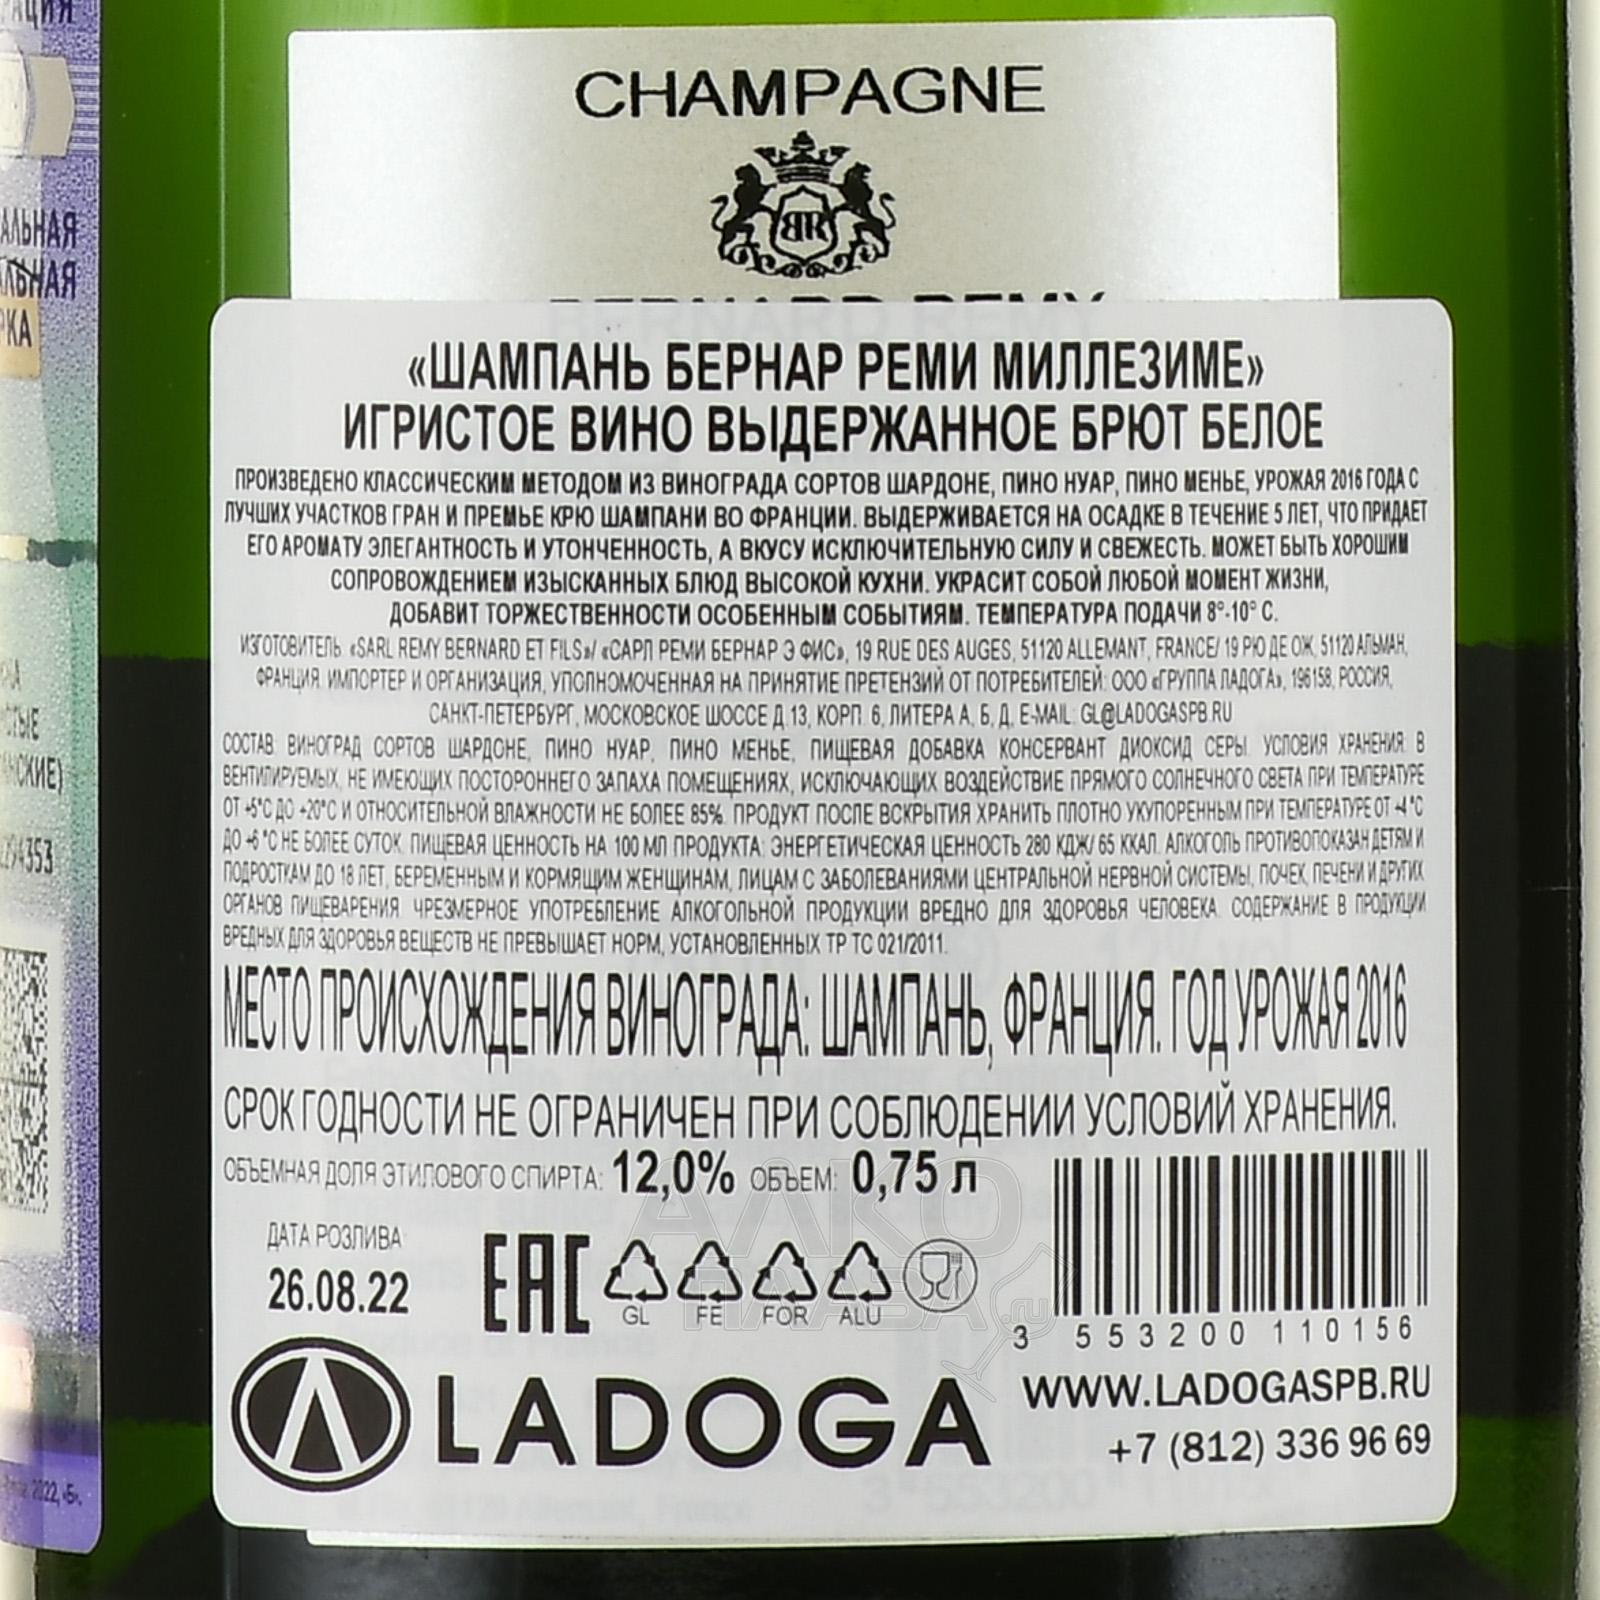 CHAMPAGNE
BR
BERNARD REMY
«ШАМПАНЬ БЕРНАР РЕМИ МИЛЛЕЗИМЕ»
ИГРИСТОЕ ВИНО ВЫДЕРЖАННОЕ БРЮТ БЕЛОЕ
ПРОИЗВЕДЕНО КЛАССИЧЕСКИМ МЕТОДОМ ИЗ ВИНОГРАДА СОРТОВ ШАРДОНЕ, ПИНО НУАР, ПИНО МЕНЬЕ, УРОЖАЯ 2016 ГОДА С
ЛУЧШИХ УЧАСТКОВ ГРАН И ПРЕМЬЕ КРЮ ШАМПАНИ ВО ФРАНЦИИ. ВЫДЕРЖИВАЕТСЯ НА ОСАДКЕ В ТЕЧЕНИЕ 5 ЛЕТ, ЧТО ПРИДАЕТ
ЕГО АРОМАТУ ЭЛЕГАНТНОСТЬ И УТОНЧЕННОСТЬ, А ВКУСУ ИСКЛЮЧИТЕЛЬНУЮ СИЛУ И СВЕЖЕСТЬ. МОЖЕТ БЫТЬ ХОРОШИМ
СОПРОВОЖДЕНИЕМ ИЗЫСКАННЫХ БЛЮД ВЫСОКОЙ КУХНИ. УКРАСИТ СОБОЙ ЛЮБОЙ МОМЕНТ ЖИЗНИ,
ДОБАВИТ ТОРЖЕСТВЕННОСТИ ОСОБЕННЫМ СОБЫТИЯМ. ТЕМПЕРАТУРА ПОДАЧИ 8°-10° С.
ИЗГОТОВИТЕЛЬ: «SARL REMY BERNARD ET FILS»/ «САРЛ РЕМИ БЕРНАР Э ФИС», 19 RUE DES AUGES, 51120 ALLEMANT, FRANCE/ 19 РЮ ДЕ ОЖ, 51120 АЛЬМАН,
ФРАНЦИЯ. ИМПОРТЕР И ОРГАНИЗАЦИЯ, УПОЛНОМОЧЕННАЯ НА ПРИНЯТИЕ ПРЕТЕНЗИЙ ОТ ПОТРЕБИТЕЛЕЙ: ООО «ГРУППА ЛАДОГА», 196158, РОССИЯ,
САНКТ-ПЕТЕРБУРГ, МОСКОВСКОЕ ШОССЕ Д.13, КОРП. 6, ЛИТЕРА А, Б, Д, E-MAIL: GL@LADOGASPB.RU
СОСТАВ: ВИНОГРАД СОРТОВ ШАРДОНЕ, ПИНО НУАР, ПИНО МЕНЬЕ, ПИЩЕВАЯ ДОБАВКА КОНСЕРВАНТ ДИОКСИД СЕРЫ. УСЛОВИЯ ХРАНЕНИЯ: В
ВЕНТИЛИРУЕМЫХ, НЕ ИМЕЮЩИХ ПОСТОРОННЕГО ЗАПАХА ПОМЕЩЕНИЯХ, ИСКЛЮЧАЮЩИХ ВОЗДЕЙСТВИЕ ПРЯМОГО СОЛНЕЧНОГО СВЕТА ПРИ ТЕМПЕРАТУРЕ
ОТ +5°С ДО +20°С И ОТНОСИТЕЛЬНОЙ ВЛАЖНОСТИ НЕ БОЛЕЕ 85%. ПРОДУКТ ПОСЛЕ ВСКРЫТИЯ ХРАНИТЬ ПЛОТНО УКУПОРЕННЫМ ПРИ ТЕМПЕРАТУРЕ ОТ +4 °С
ДО +6 °С НЕ БОЛЕЕ СУТОК. ПИЩЕВАЯ ЦЕННОСТЬ НА 100 МЛ ПРОДУКТА: ЭНЕРГЕТИЧЕСКАЯ ЦЕННОСТЬ 280 КДЖ/ 65 ККАЛ. АЛКОГОЛЬ ПРОТИВОПОКАЗАН ДЕТЯМ И
ПОДРОСТКАМ ДО 18 ЛЕТ, БЕРЕМЕННЫМ И КОРМЯЩИМ ЖЕНЩИНАМ, ЛИЦАМ С ЗАБОЛЕВАНИЯМИ ЦЕНТРАЛЬНОЙ НЕРВНОЙ СИСТЕМЫ, ПОЧЕК, ПЕЧЕНИ И ДРУГИХ
ОРГАНОВ ПИЩЕВАРЕНИЯ. ЧРЕЗМЕРНОЕ УПОТРЕБЛЕНИЕ АЛКОГОЛЬНОЙ ПРОДУКЦИИ ВРЕДНО ДЛЯ ЗДОРОВЬЯ ЧЕЛОВЕКА. СОДЕРЖАНИЕ В ПРОДУКЦИИ
ВРЕДНЫХ ДЛЯ ЗДОРОВЬЯ ВЕЩЕСТВ НЕ ПРЕВЫШАЕТ НОРМ, УСТАНОВЛЕННЫХ ТР ТС 021/2011.
МЕСТО ПРОИСХОЖДЕНИЯ ВИНОГРАДА: ШАМПАНЬ, ФРАНЦИЯ. ГОД УРОЖАЯ 2016
СРОК ГОДНОСТИ НЕ ОГРАНИЧЕН ПРИ СОБЛЮДЕНИИ УСЛОВИЙ ХРАНЕНИЯ.
ОБЪЕМНАЯ ДОЛЯ ЭТИЛОВОГО СПИРТА: 12,0% ОБЪЕМ: 0,75 л
ДАТА РОЗЛИВА
26.08.22
EAC
GL FE FOR ALU
3 553200 110156
LADOGA
WWW.LADOGASPB.RU
+7 (812) 336 96 69
АЛКО
ПЛАЗА.ru